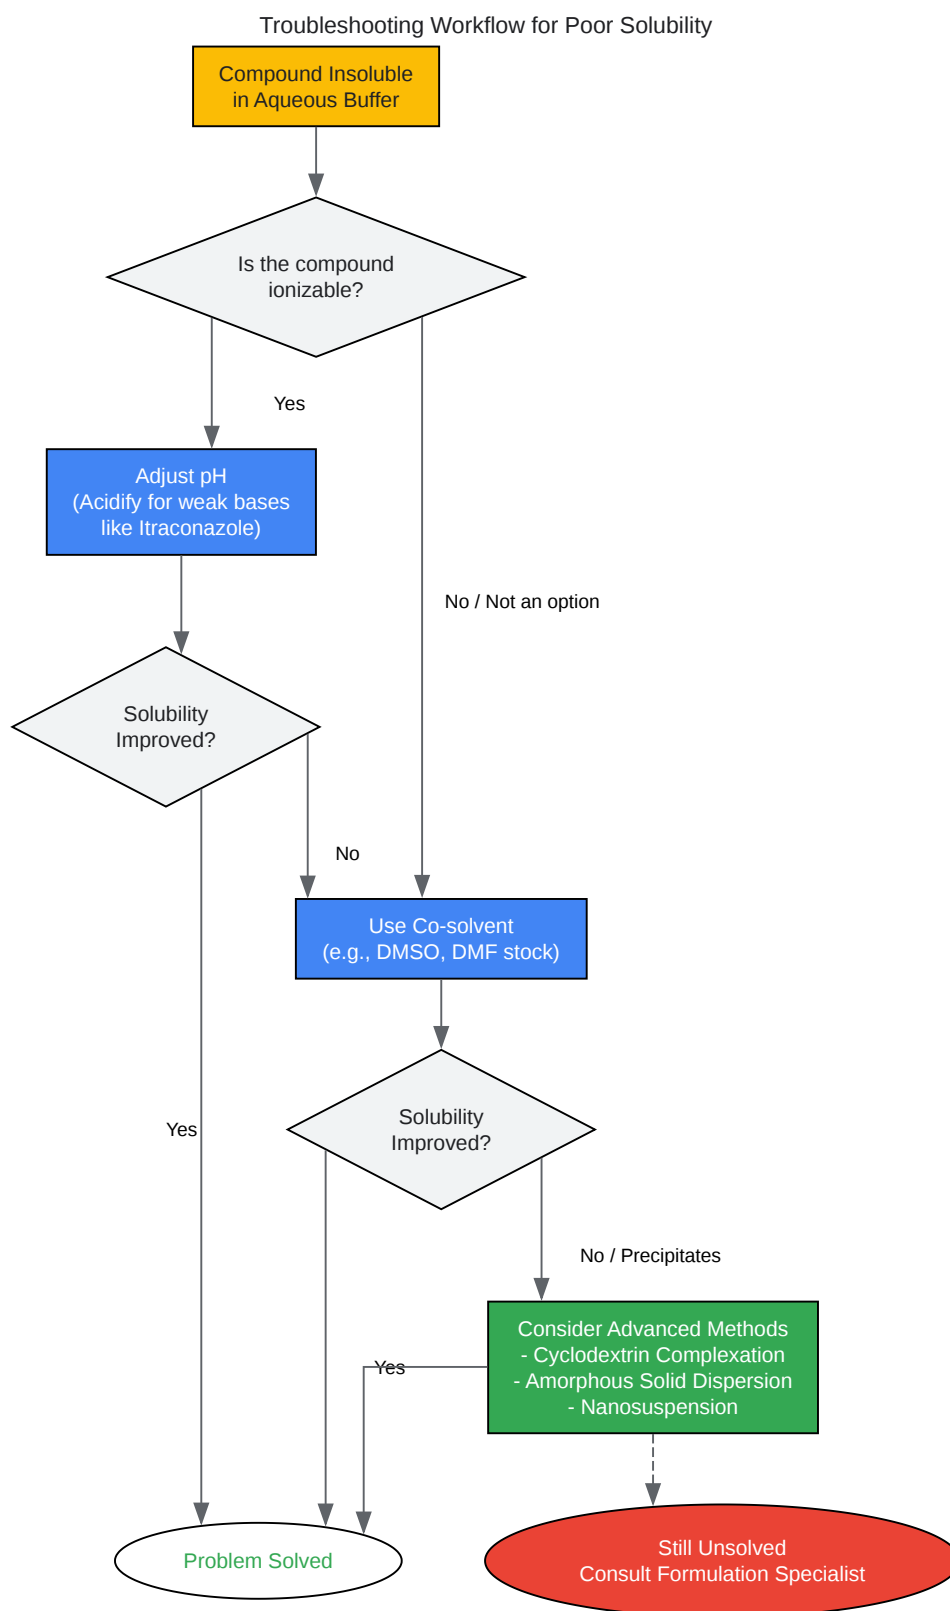 Troubleshooting Workflow for Poor Solubility
Compound Insoluble
in Aqueous Buffer
Is the compound
ionizable?
Yes
Adjust pH
(Acidify for weak bases
like Itraconazole)
No / Not an option
Solubility
Improved?
No
Use Co-solvent
(e.g., DMSO, DMF stock)
Yes
Solubility
Improved?
No / Precipitates
Consider Advanced Methods
- Cyclodextrin Complexation
- Amorphous Solid Dispersion
- Nanosuspension
Yes
Problem Solved
Still Unsolved
Consult Formulation Specialist